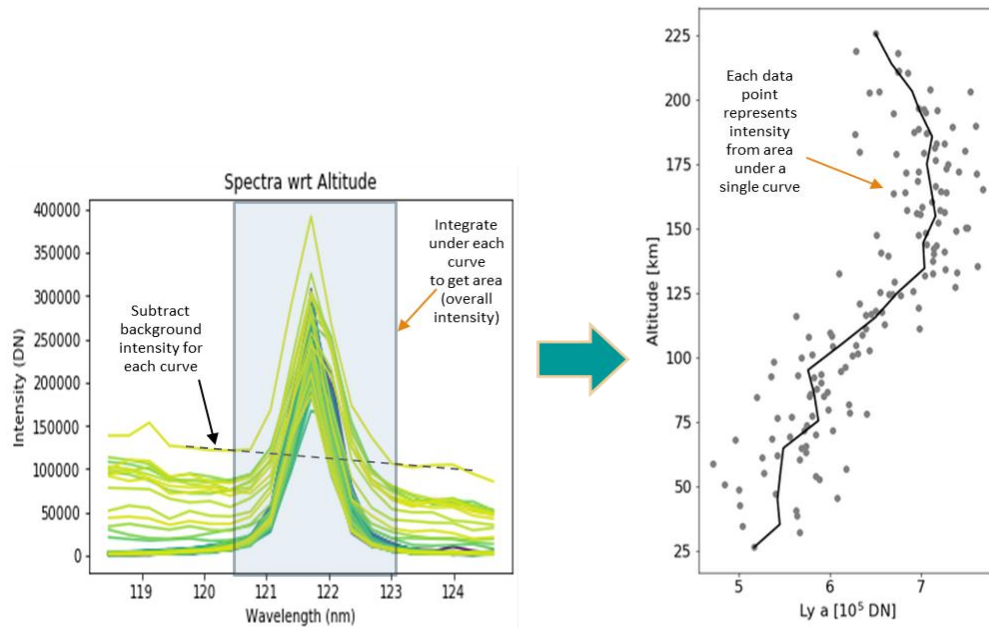 Spectra wrt Altitude
400000
350000
300000
250000
200000
150000
100000
50000
0
Intensity (DN)
119
120
121
122
123
124
Wavelength (nm)
Subtract
background
intensity for
each curve
Integrate
under each
curve
to get area
(overall
intensity)
225
200
175
150
125
100
75
50
25
Altitude [km]
5
6
7
Ly a [10⁵ DN]
Each data
point
represents
intensity
from area
under a
single curve